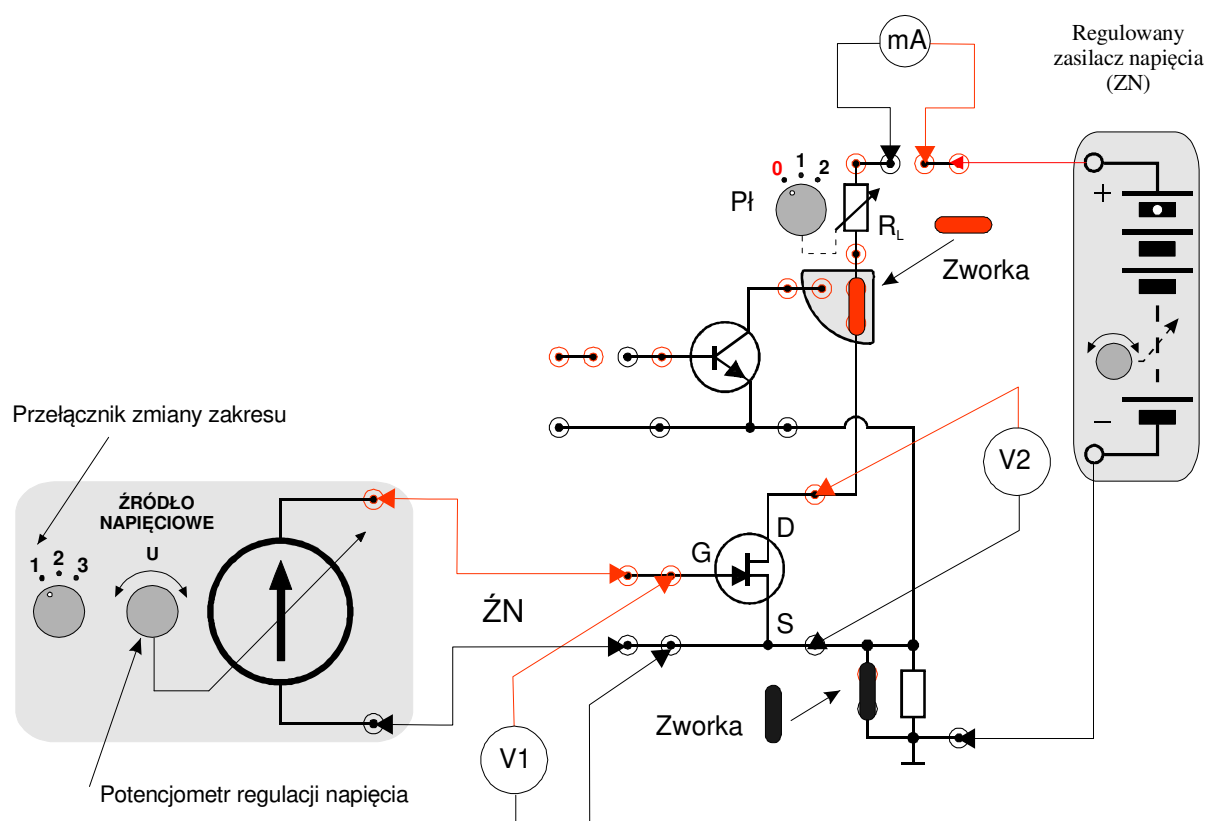 mA
Regulowany
zasilacz napięcia
(ZN)
0 1 2
Pł
R_L
+
Zworka
Przełącznik zmiany zakresu
–
V2
ŹRÓDŁO
NAPIĘCIOWE
U
1 2 3
D
G
ŹN
S
Zworka
V1
Potencjometr regulacji napięcia